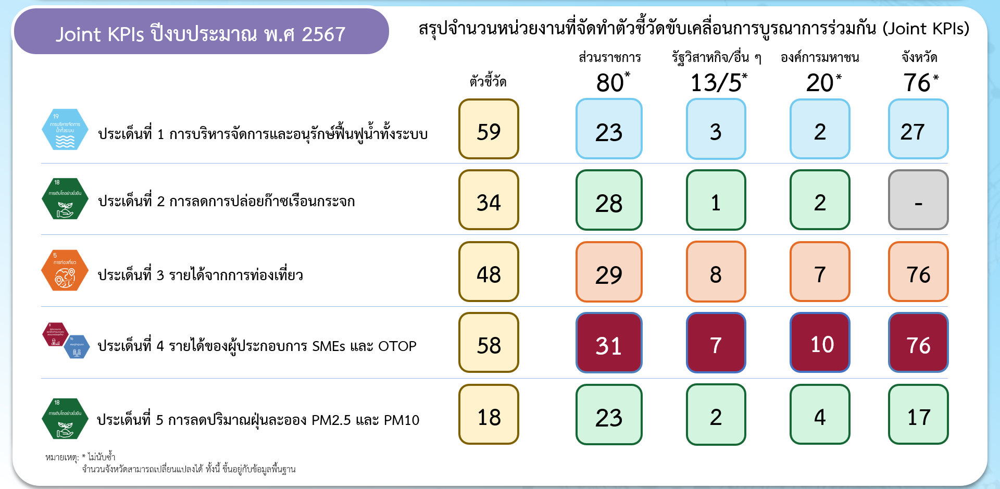 Joint KPIs ปีงบประมาณ พ.ศ 2567
สรุปจำนวนหน่วยงานที่จัดทำตัวชี้วัดขับเคลื่อนการบูรณาการร่วมกัน (Joint KPIs)
ตัวชี้วัด
ส่วนราชการ
80*
รัฐวิสาหกิจ/อื่น ๆ
13/5*
องค์การมหาชน
20*
จังหวัด
76*
19
การบริหารจัดการ
น้ำทั้งระบบ
ประเด็นที่ 1 การบริหารจัดการและอนุรักษ์ฟื้นฟูน้ำทั้งระบบ
59 23 3 2 27
18
การเติบโตอย่างยั่งยืน
ประเด็นที่ 2 การลดการปล่อยก๊าซเรือนกระจก
34 28 1 2 -
5
การท่องเที่ยว
ประเด็นที่ 3 รายได้จากการท่องเที่ยว
48 29 8 7 76
8
16
ประเด็นที่ 4 รายได้ของผู้ประกอบการ SMEs และ OTOP
58 31 7 10 76
18
การเติบโตอย่างยั่งยืน
ประเด็นที่ 5 การลดปริมาณฝุ่นละออง PM2.5 และ PM10
18 23 2 4 17
หมายเหตุ: * ไม่นับซ้ำ
จำนวนจังหวัดสามารถเปลี่ยนแปลงได้ ทั้งนี้ ขึ้นอยู่กับข้อมูลพื้นฐาน